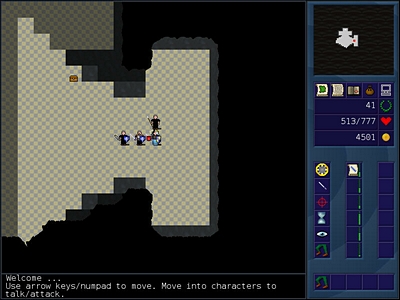 41
513/777
4501
Welcome ...
Use arrow keys/numpad to move. Move into characters to
talk/attack.